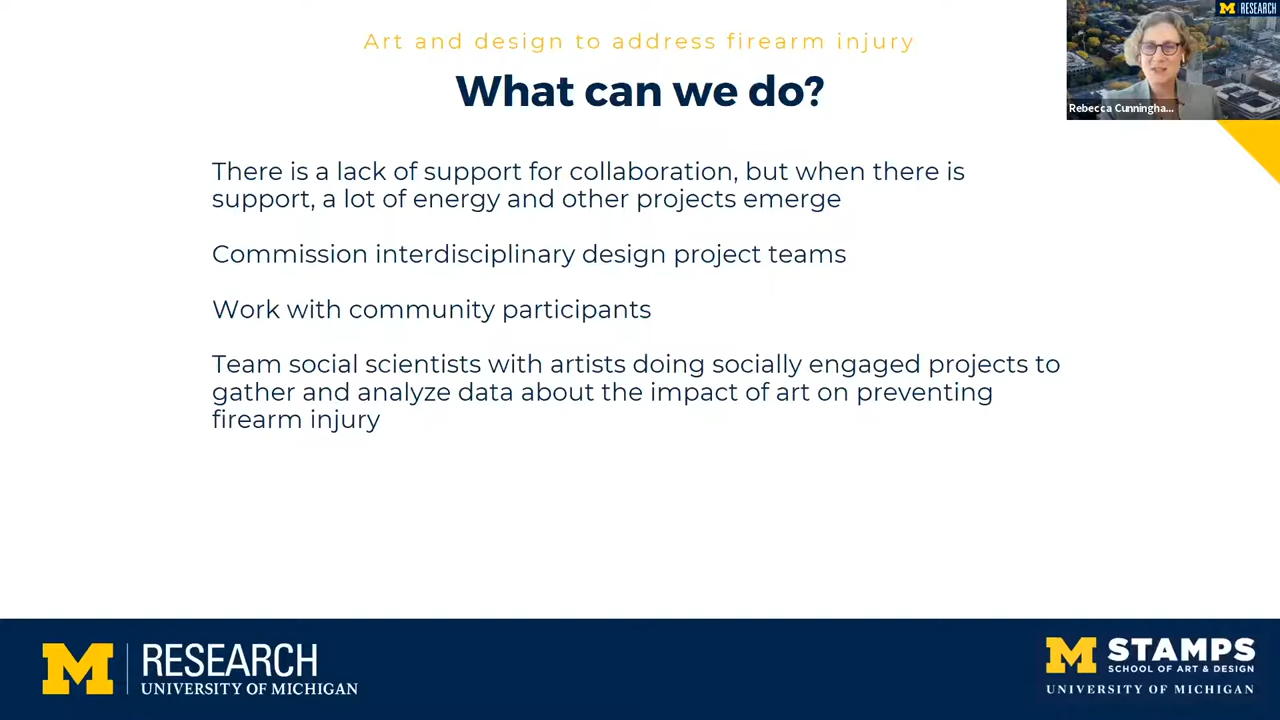 Art and design to address firearm injury
What can we do?
M | RESEARCH
Rebecca Cunningha...
There is a lack of support for collaboration, but when there is
support, a lot of energy and other projects emerge
Commission interdisciplinary design project teams
Work with community participants
Team social scientists with artists doing socially engaged projects to
gather and analyze data about the impact of art on preventing
firearm injury
M RESEARCH
UNIVERSITY OF MICHIGAN
M STAMPS
SCHOOL OF ART & DESIGN
UNIVERSITY OF MICHIGAN